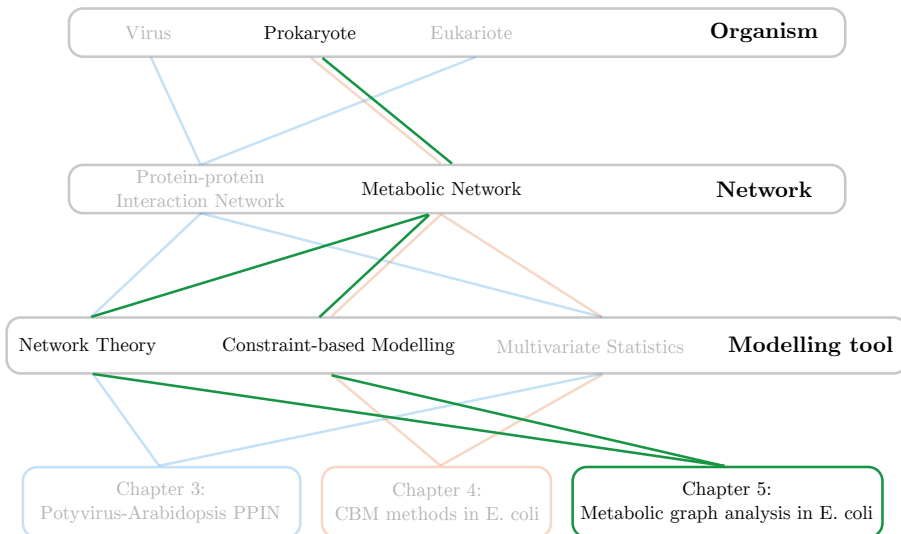 Virus Prokaryote Eukariote Organism
Protein-protein
Interaction Network
Metabolic Network
Network
Network Theory Constraint-based Modelling Multivariate Statistics Modelling tool
Chapter 3:
Potyvirus-Arabidopsis PPIN
Chapter 4:
CBM methods in E. coli
Chapter 5:
Metabolic graph analysis in E. coli